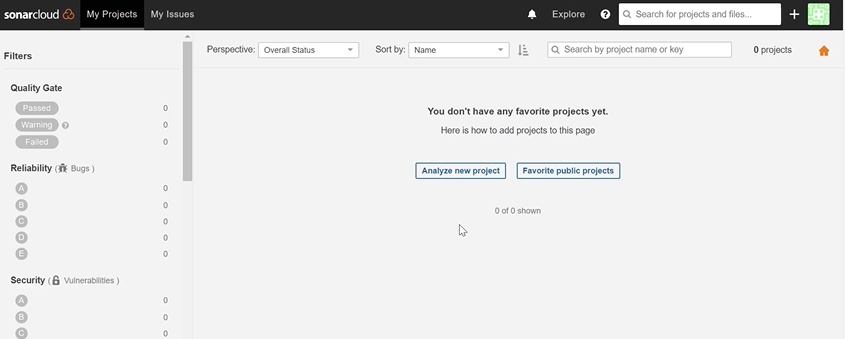 sonarcloud My Projects My Issues Explore Search for projects and files...
Filters
Perspective: Overall Status Sort by: Name Search by project name or key 0 projects
Quality Gate
Passed 0
Warning 0
Failed 0
Reliability ( Bugs )
A 0
B 0
C 0
D 0
E 0
Security ( Vulnerabilities )
A 0
B 0
C 0
You don't have any favorite projects yet.
Here is how to add projects to this page
Analyze new project Favorite public projects
0 of 0 shown